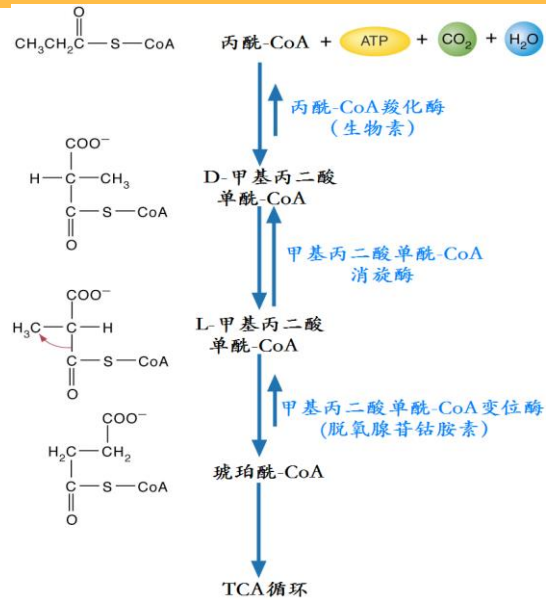 O
CH₃CH₂C—S—CoA
丙酰-CoA + ATP + CO₂ + H₂O
丙酰-CoA羧化酶
(生物素)
COO⁻
H—C—CH₃
C—S—CoA
O
D-甲基丙二酸
单酰-CoA
甲基丙二酸单酰-CoA
消旋酶
COO⁻
H₃C—C—H
C—S—CoA
O
L-甲基丙二酸
单酰-CoA
甲基丙二酸单酰-CoA变位酶
(脱氧腺苷钴胺素)
COO⁻
H₂C—CH₂
C—S—CoA
O
琥珀酰-CoA
TCA循环